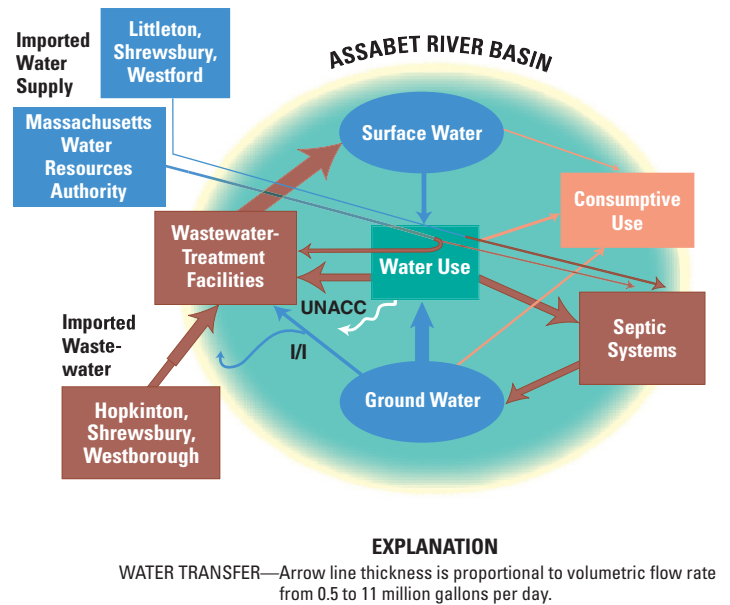 Imported
Water
Supply
Littleton,
Shrewsbury,
Westford
Massachusetts
Water
Resources
Authority
ASSABET RIVER BASIN
Surface Water
Consumptive
Use
Wastewater-
Treatment
Facilities
Water Use
UNACC
I/I
Imported
Waste-
water
Septic
Systems
Ground Water
Hopkinton,
Shrewsbury,
Westborough
EXPLANATION
WATER TRANSFER—Arrow line thickness is proportional to volumetric flow rate
from 0.5 to 11 million gallons per day.